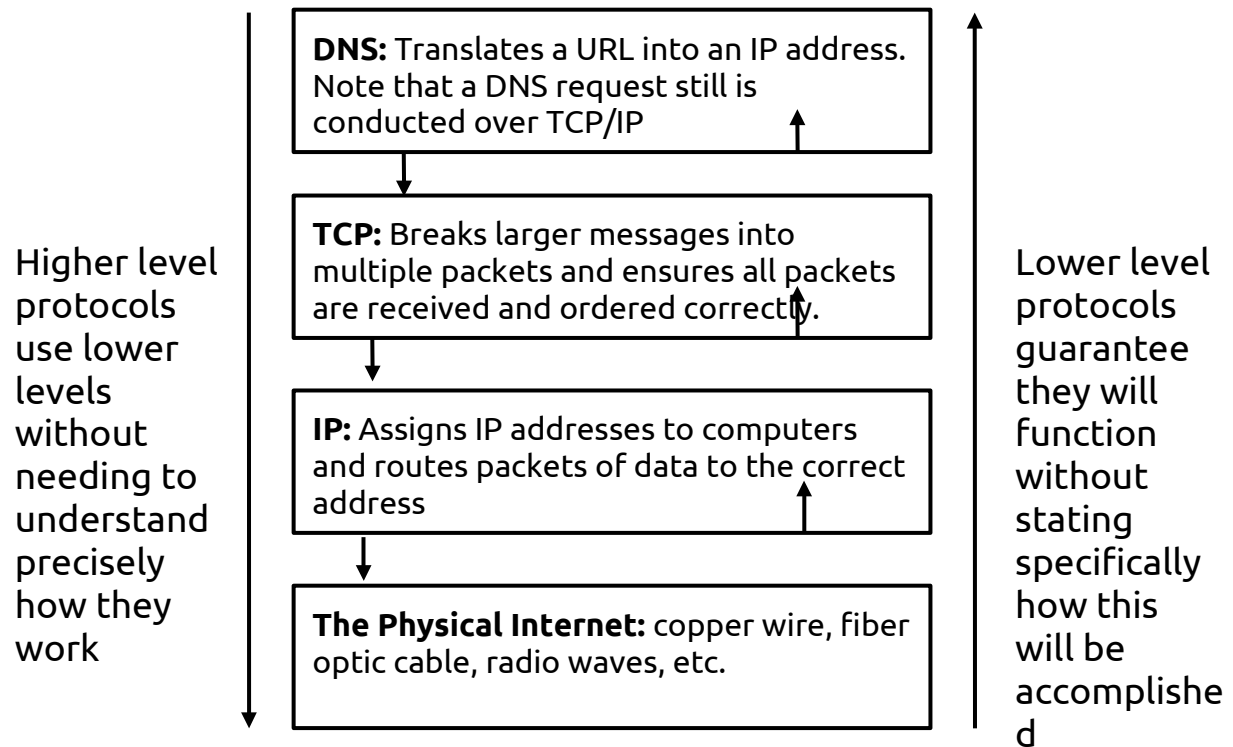 DNS: Translates a URL into an IP address.
Note that a DNS request still is
conducted over TCP/IP
TCP: Breaks larger messages into
multiple packets and ensures all packets
are received and ordered correctly.
IP: Assigns IP addresses to computers
and routes packets of data to the correct
address
The Physical Internet: copper wire, fiber
optic cable, radio waves, etc.
Higher level
protocols
use lower
levels
without
needing to
understand
precisely
how they
work
Lower level
protocols
guarantee
they will
function
without
stating
specifically
how this
will be
accomplishe
d